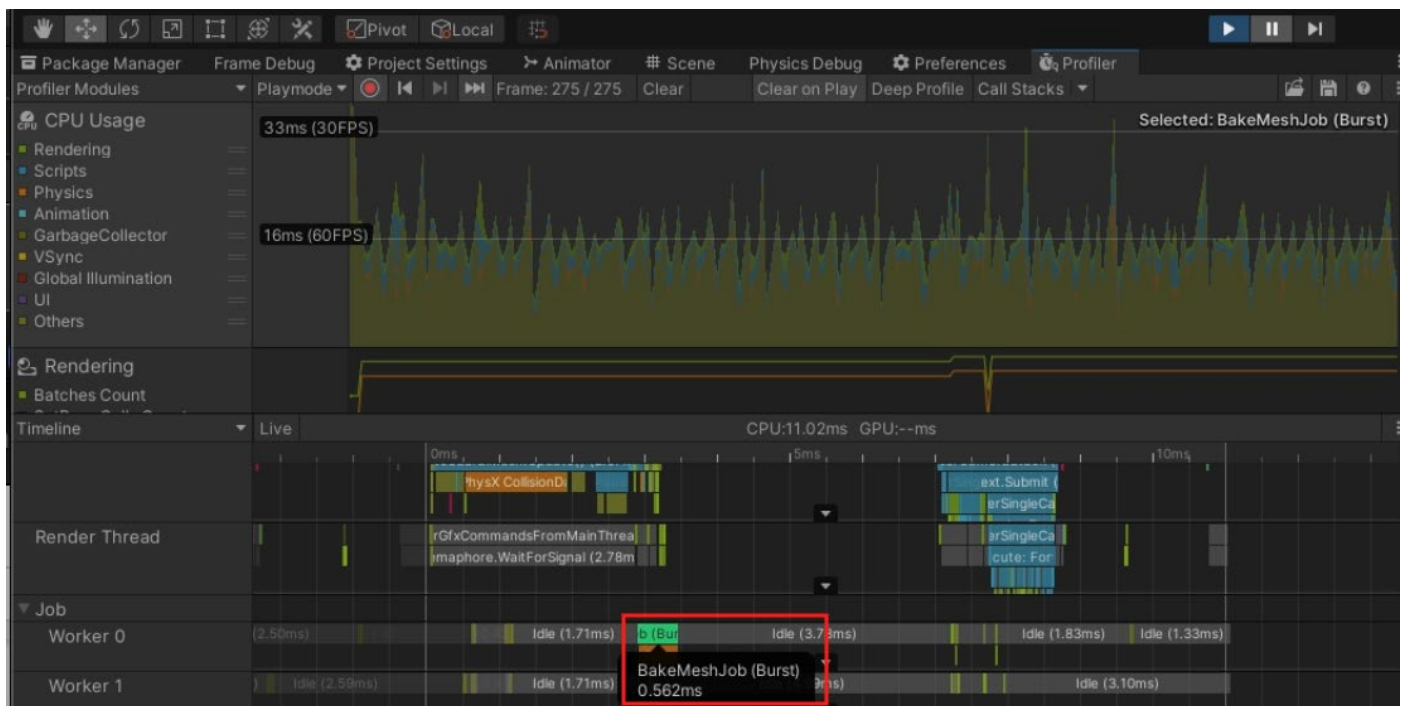 Pivot Local
Package Manager Frame Debug Project Settings Animator Scene Physics Debug Preferences Profiler
Profiler Modules Playmode Frame: 275 / 275 Clear Clear on Play Deep Profile Call Stacks
CPU Usage
Rendering
Scripts
Physics
Animation
GarbageCollector
VSync
Global Illumination
UI
Others
33ms (30FPS)
Selected: BakeMeshJob (Burst)
16ms (60FPS)
Rendering
Batches Count
Timeline Live CPU:11.02ms GPU:--ms
0ms 5ms 10ms
PhysX CollisionDa ext.Submit (
erSingleCa
Render Thread
rGfxCommandsFromMainThrea erSingleCa
emaphore.WaitForSignal (2.78m cute: For
Job
Worker 0 (2.50ms) Idle (1.71ms) b (Bur Idle (3.73ms) Idle (1.83ms) Idle (1.33ms)
BakeMeshJob (Burst)
0.562ms
Worker 1 Idle (2.59ms) Idle (1.71ms) 9ms) Idle (3.10ms)